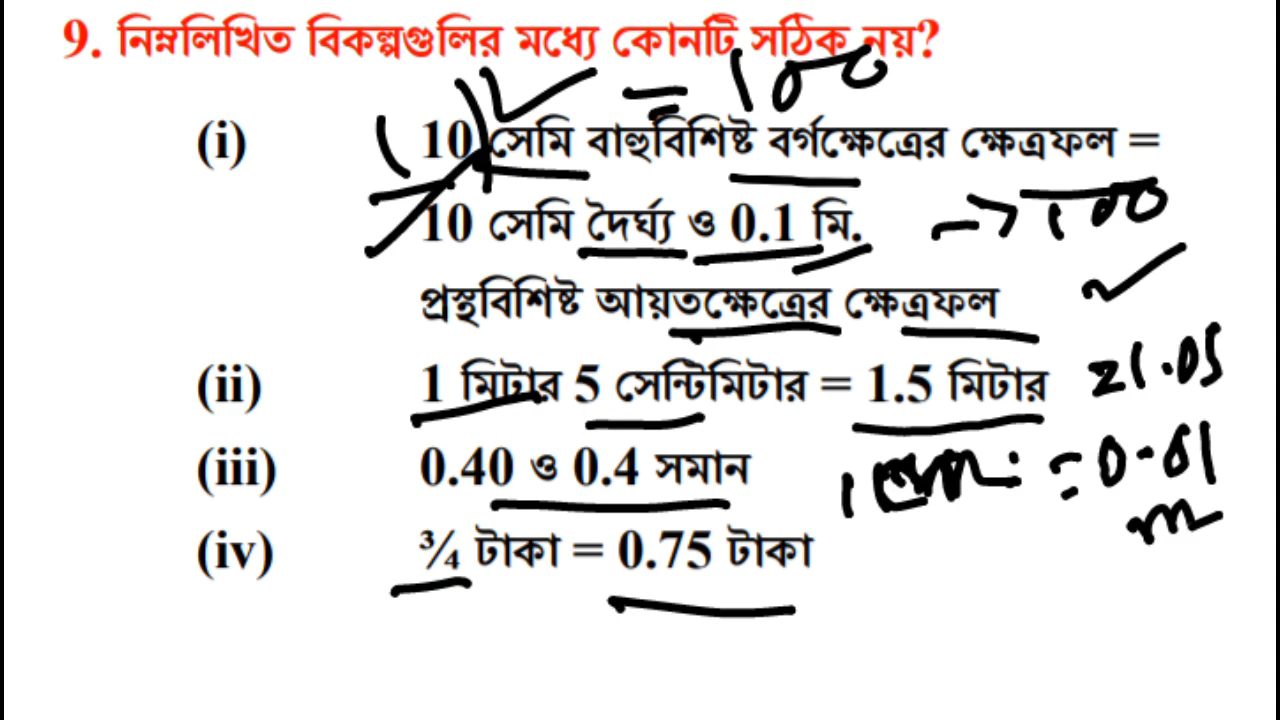 9. নিম্নলিখিত বিকল্পগুলির মধ্যে কোনটি সঠিক নয়?
= 100
(i) 10 সেমি বাহুবিশিষ্ট বর্গক্ষেত্রের ক্ষেত্রফল =
10 সেমি দৈর্ঘ্য ও 0.1 মি. → 100
প্রস্থবিশিষ্ট আয়তক্ষেত্রের ক্ষেত্রফল
(ii) 1 মিটার 5 সেন্টিমিটার = 1.5 মিটার 1.05
(iii) 0.40 ও 0.4 সমান 1 cm = 0.01
m
(iv) ¾ টাকা = 0.75 টাকা